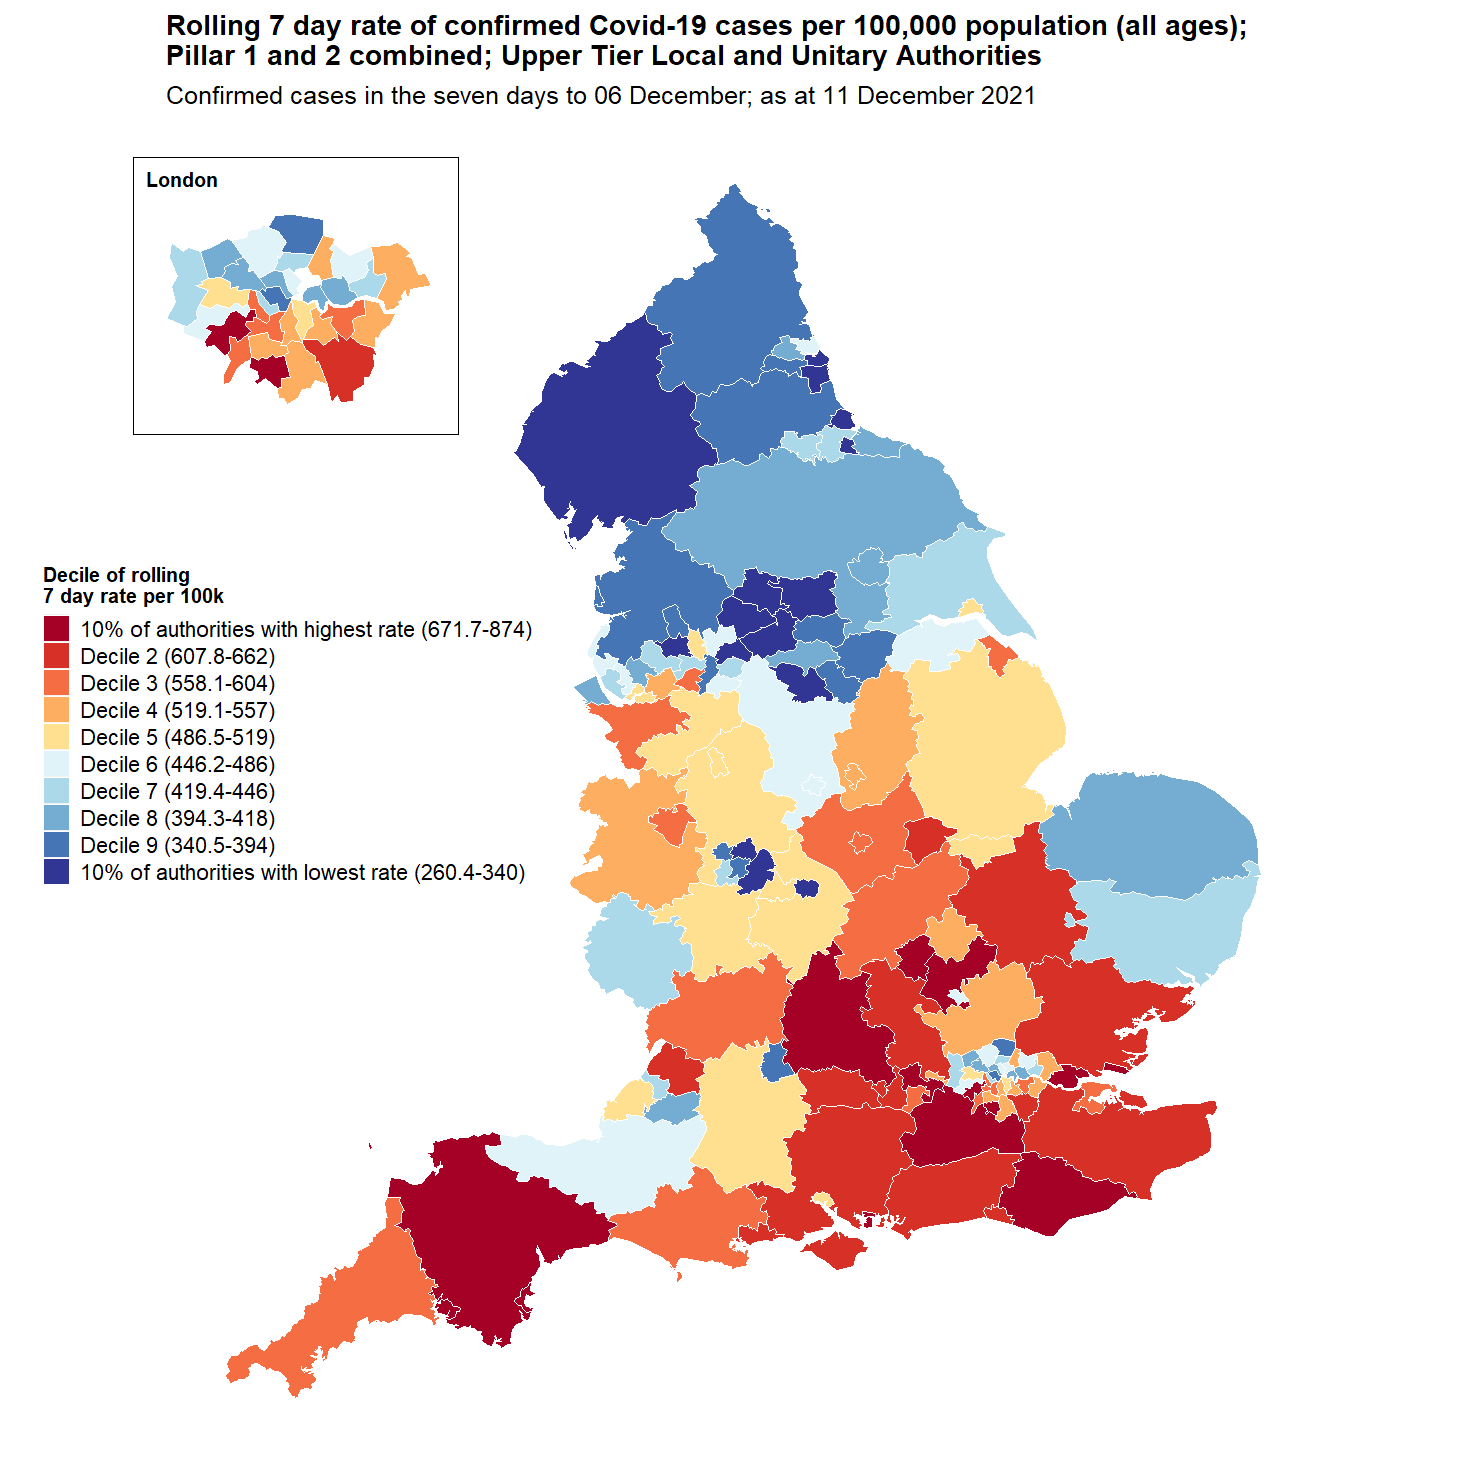 Rolling 7 day rate of confirmed Covid-19 cases per 100,000 population (all ages);
Pillar 1 and 2 combined; Upper Tier Local and Unitary Authorities
Confirmed cases in the seven days to 06 December; as at 11 December 2021
London
Decile of rolling
7 day rate per 100k
10% of authorities with highest rate (671.7-874)
Decile 2 (607.8-662)
Decile 3 (558.1-604)
Decile 4 (519.1-557)
Decile 5 (486.5-519)
Decile 6 (446.2-486)
Decile 7 (419.4-446)
Decile 8 (394.3-418)
Decile 9 (340.5-394)
10% of authorities with lowest rate (260.4-340)